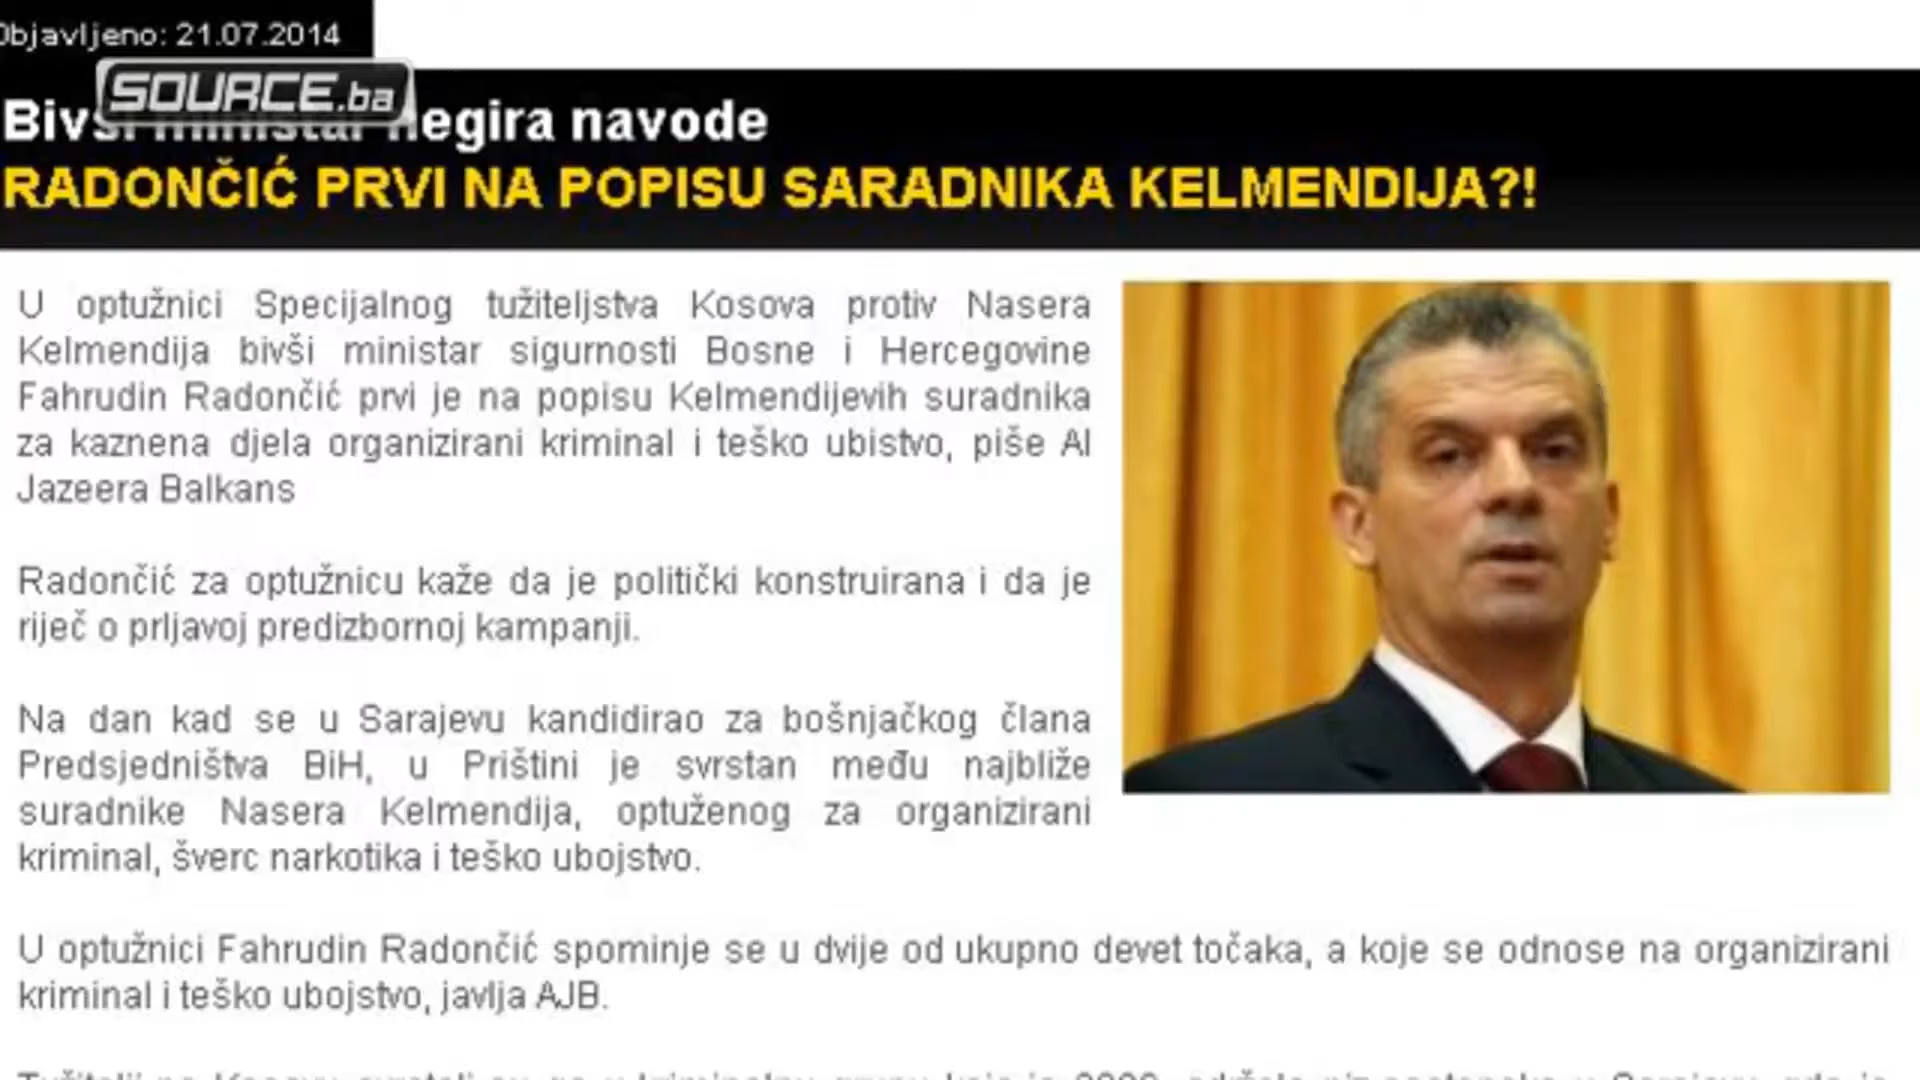 Objavljeno: 21.07.2014
SOURCE.ba
negira navode
RADONČIĆ PRVI NA POPISU SARADNIKA KELMENDIJA?!
U optužnici Specijalnog tužiteljstva Kosova protiv Nasera
Kelmendija bivši ministar sigurnosti Bosne i Hercegovine
Fahrudin Radončić prvi je na popisu Kelmendijevih suradnika
za kaznena djela organizirani kriminal i teško ubistvo, piše Al
Jazeera Balkans
Radončić za optužnicu kaže da je politički konstruirana i da je
riječ o prljavoj predizbornoj kampanji.
Na dan kad se u Sarajevu kandidirao za bošnjačkog člana
Predsjedništva BiH, u Prištini je svrstan među najbliže
suradnike Nasera Kelmendija, optuženog za organizirani
kriminal, šverc narkotika i teško ubojstvo.
U optužnici Fahrudin Radončić spominje se u dvije od ukupno devet točaka, a koje se odnose na organizirani
kriminal i teško ubojstvo, javlja AJB.